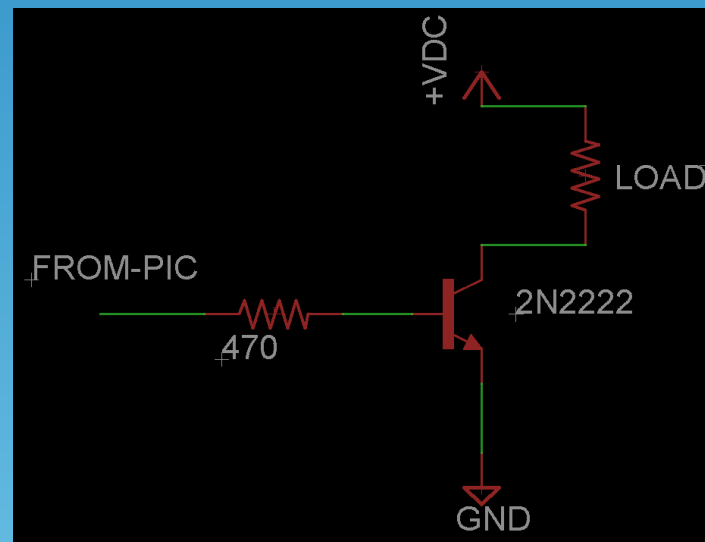 +VDC
LOAD
FROM-PIC
2N2222
470
GND